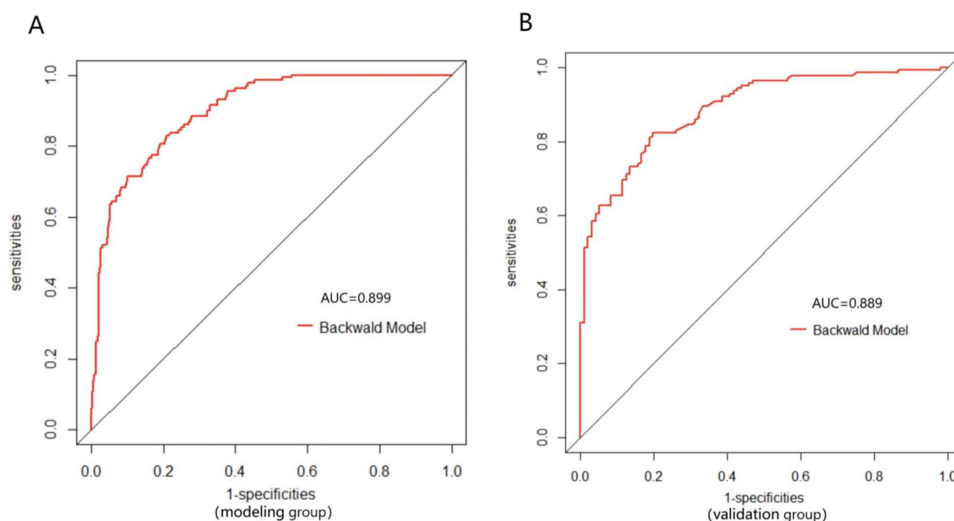 A
1.0
0.8
0.6
0.4
0.2
0.0
sensitivities
AUC=0.899
Backwald Model
0.0 0.2 0.4 0.6 0.8 1.0
1-specificities
(modeling group)
B
1.0
0.8
0.6
0.4
0.2
0.0
sensitivities
AUC=0.889
Backwald Model
0.0 0.2 0.4 0.6 0.8 1.0
1-specificities
(validation group)